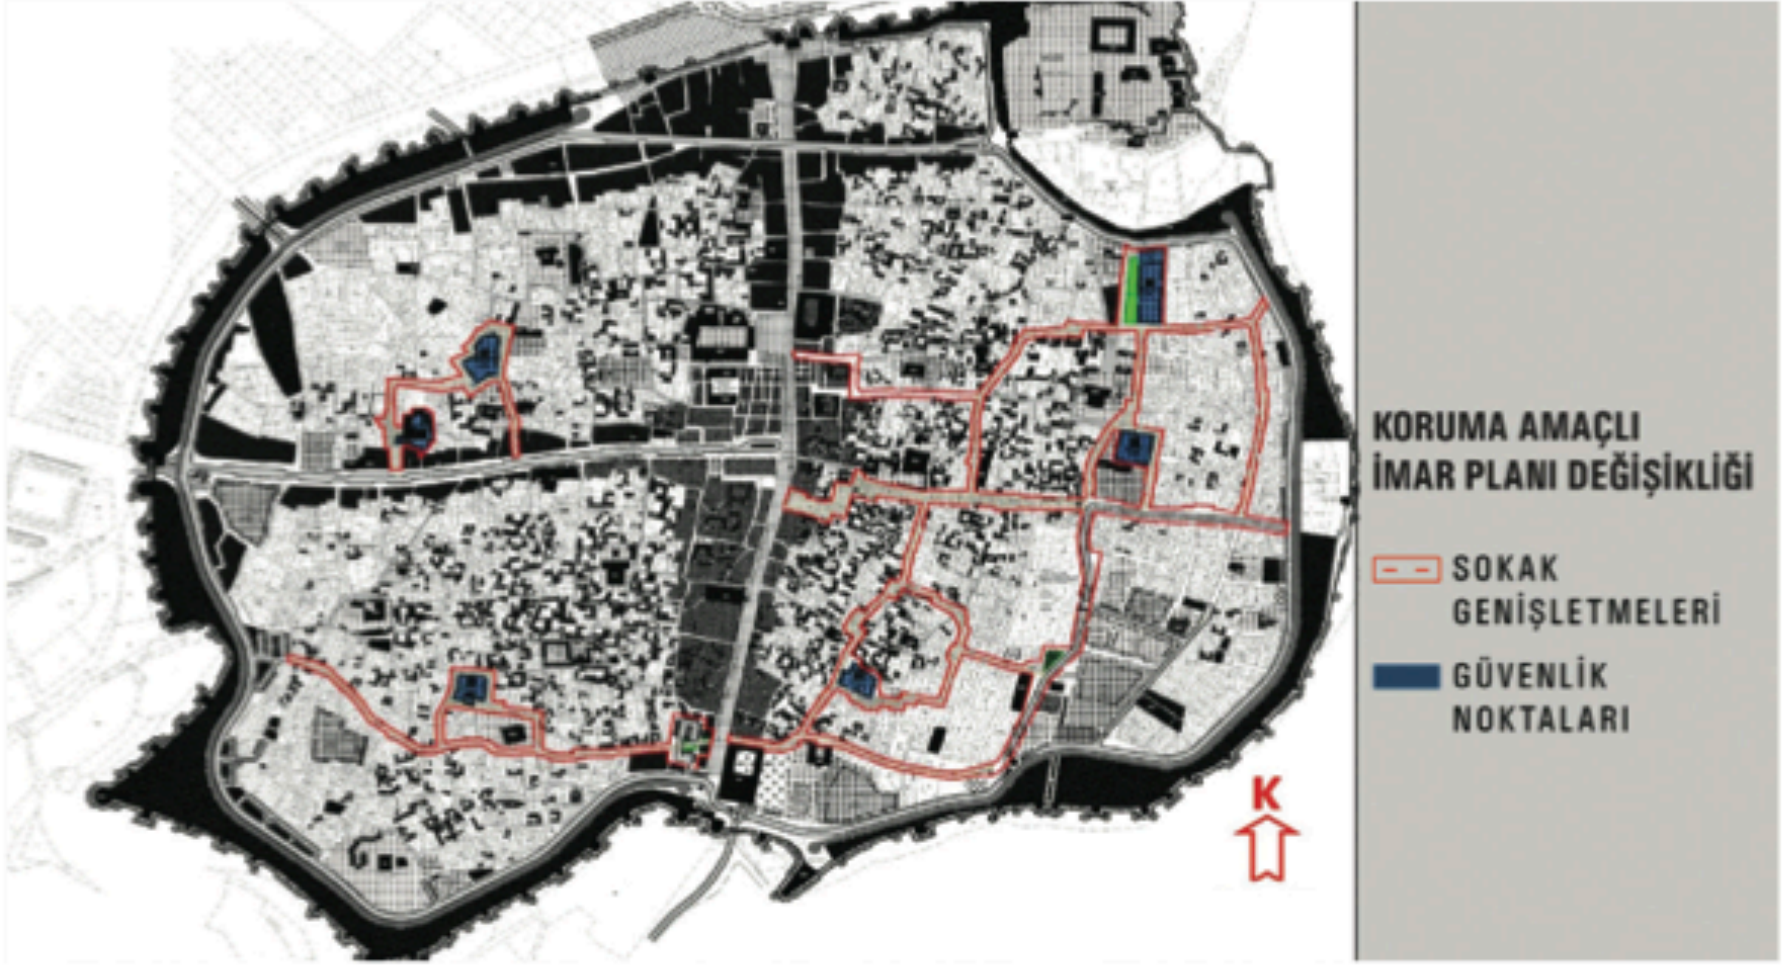 KORUMA AMAÇLI
İMAR PLANI DEĞİŞİKLİĞİ
SOKAK
GENİŞLETMELERİ
GÜVENLİK
NOKTALARI
K